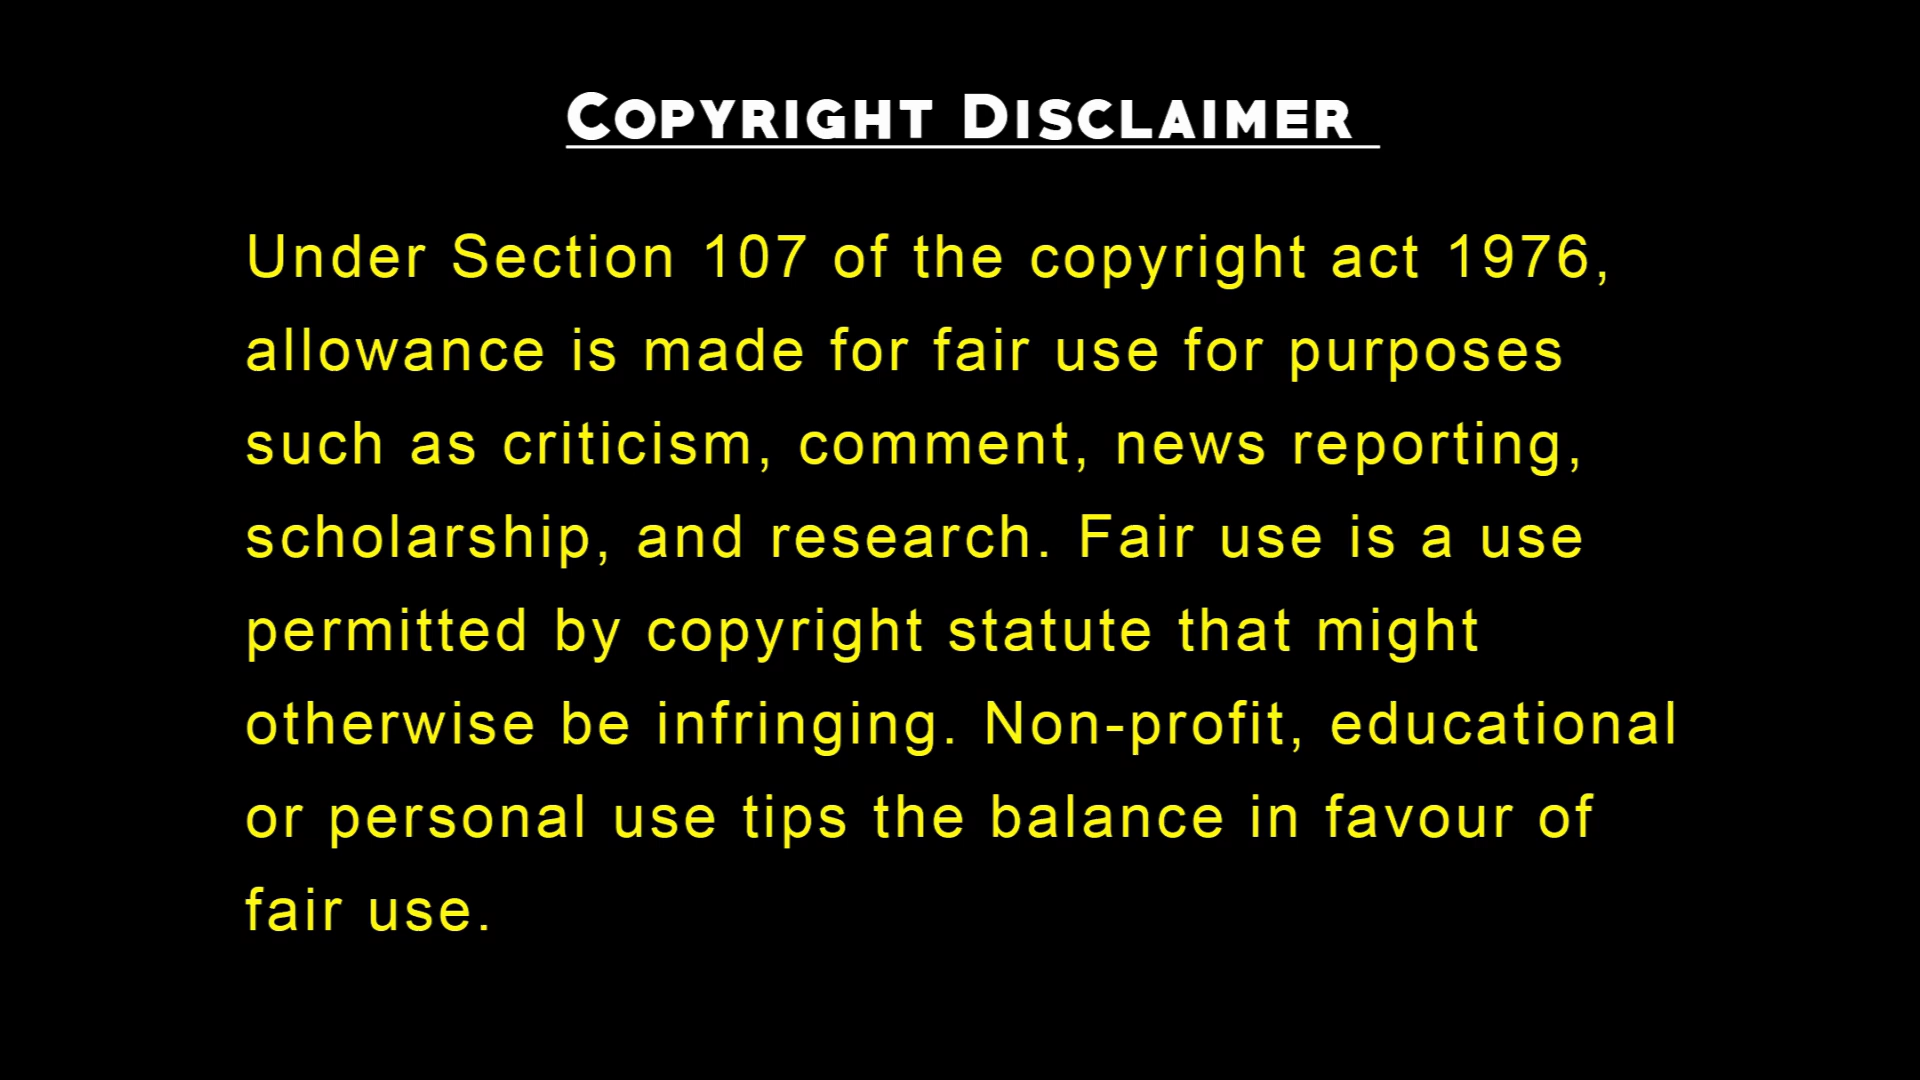 Copyright Disclaimer
Under Section 107 of the copyright act 1976,
allowance is made for fair use for purposes
such as criticism, comment, news reporting,
scholarship, and research. Fair use is a use
permitted by copyright statute that might
otherwise be infringing. Non-profit, educational
or personal use tips the balance in favour of
fair use.